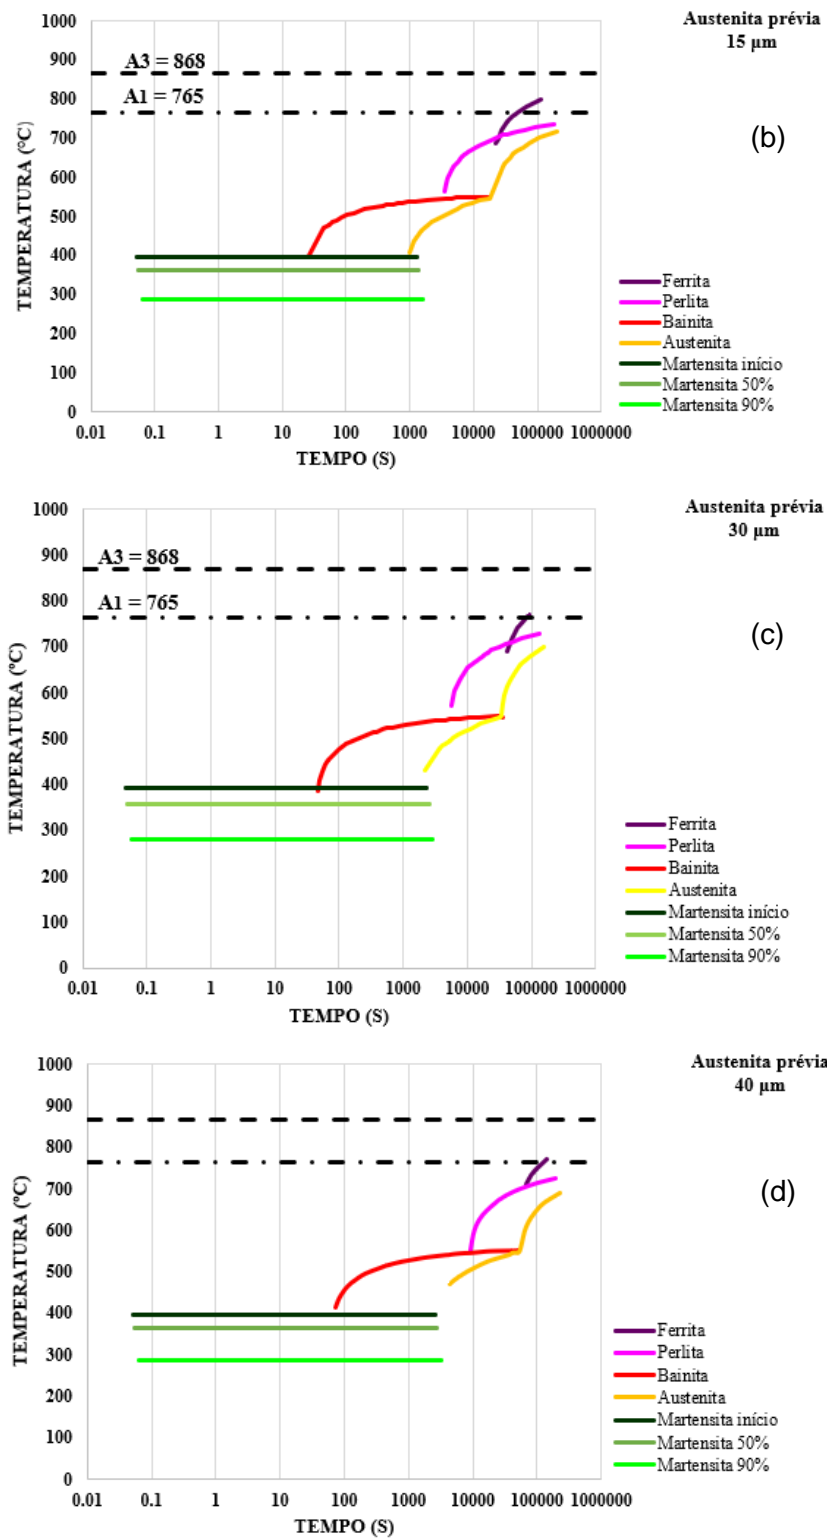 Austenita prévia
15 µm
(b)
TEMPERATURA (ºC)
1000
900
800
700
600
500
400
300
200
100
0
A3 = 868
A1 = 765
0.01 0.1 1 10 100 1000 10000 100000 1000000
TEMPO (S)
Ferrita
Perlita
Bainita
Austenita
Martensita início
Martensita 50%
Martensita 90%
Austenita prévia
30 µm
(c)
TEMPERATURA (ºC)
1000
900
800
700
600
500
400
300
200
100
0
A3 = 868
A1 = 765
0.01 0.1 1 10 100 1000 10000 100000 1000000
TEMPO (S)
Ferrita
Perlita
Bainita
Austenita
Martensita início
Martensita 50%
Martensita 90%
Austenita prévia
40 µm
(d)
TEMPERATURA (ºC)
1000
900
800
700
600
500
400
300
200
100
0
0.01 0.1 1 10 100 1000 10000 100000 1000000
TEMPO (S)
Ferrita
Perlita
Bainita
Austenita
Martensita início
Martensita 50%
Martensita 90%